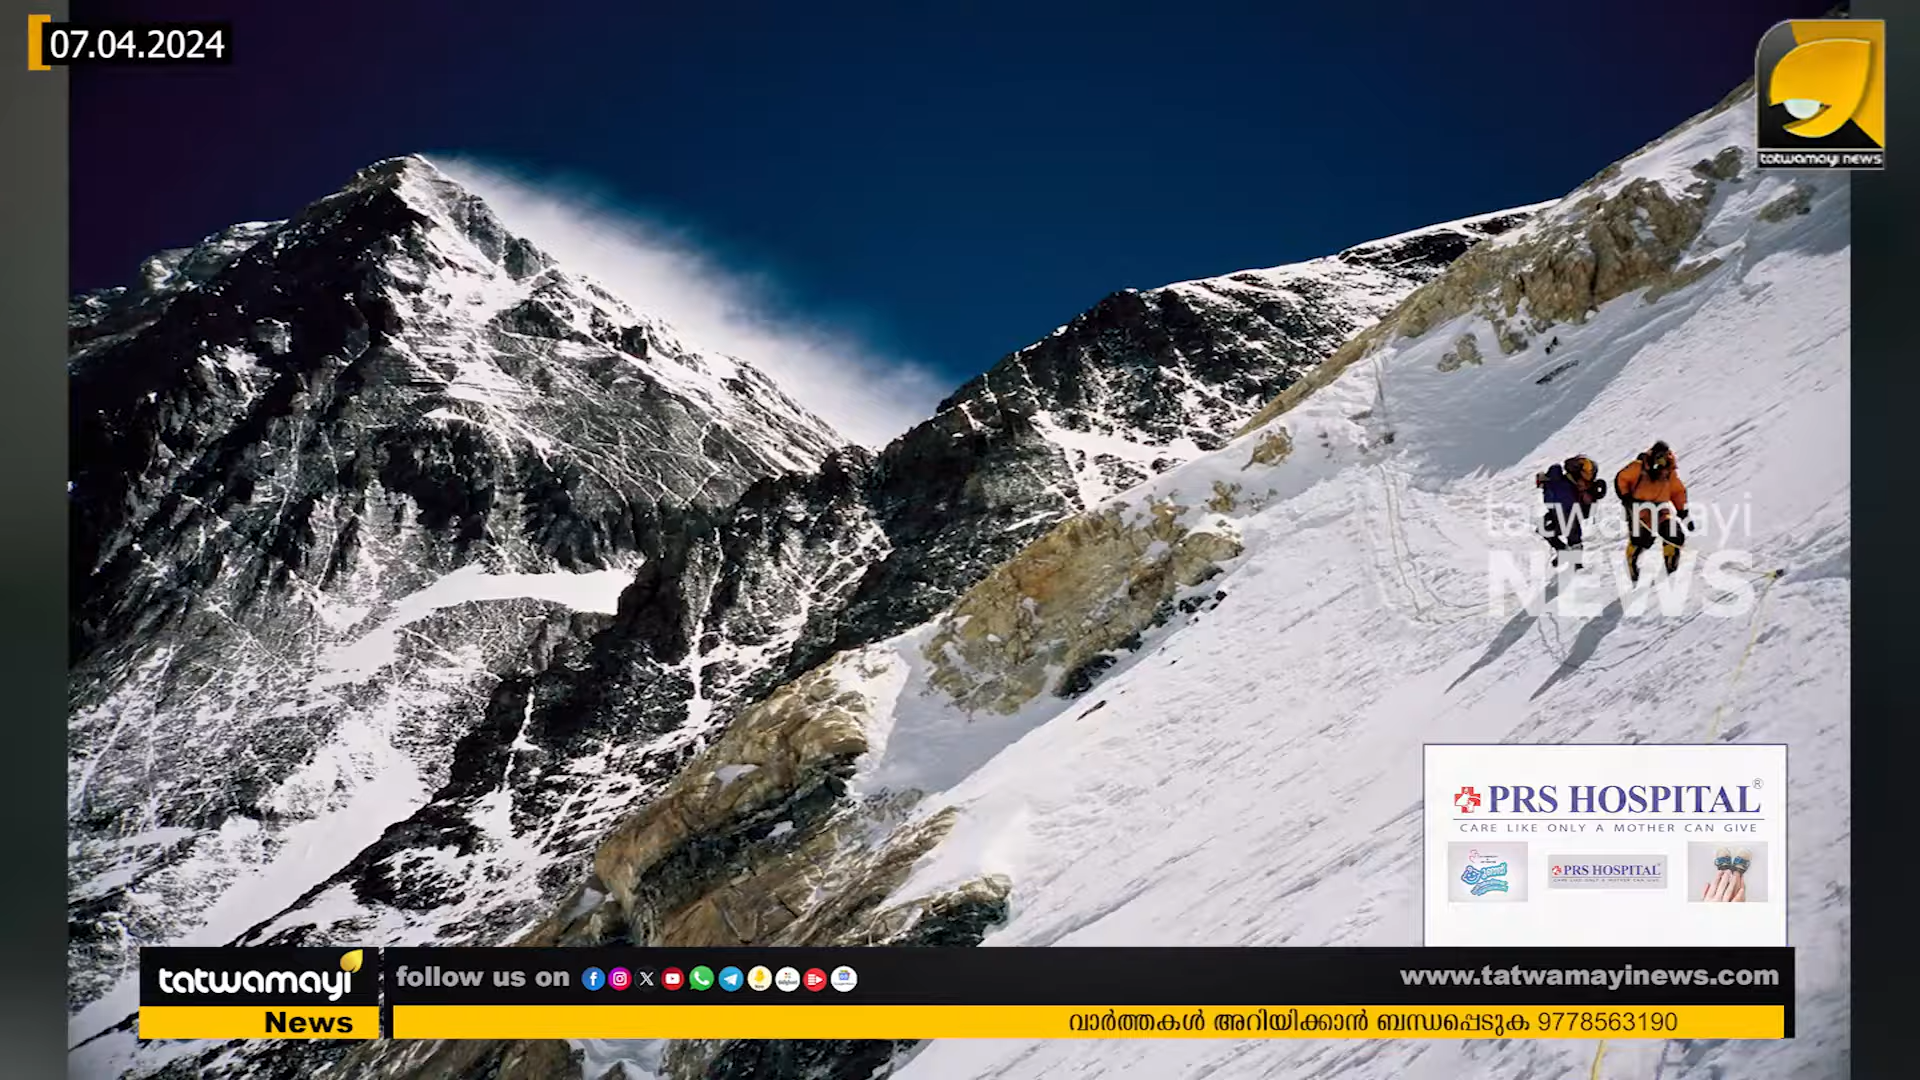 07.04.2024
tatwamayi news
tatwamayi
NEWS
PRS HOSPITAL®
CARE LIKE ONLY A MOTHER CAN GIVE
PRS HOSPITAL
tatwamayi
News
follow us on
www.tatwamayinews.com
വാർത്തകൾ അറിയിക്കാൻ ബന്ധപ്പെടുക 9778563190